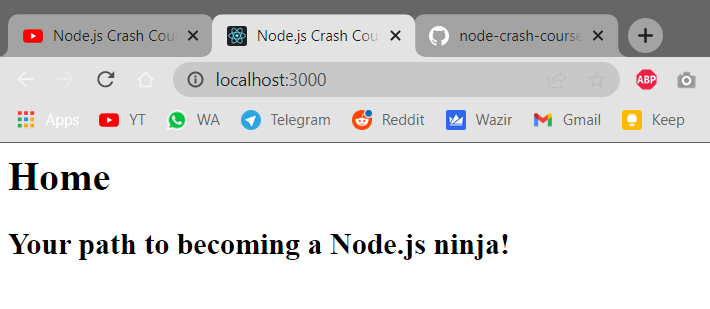 Node.js Crash Cou
Node.js Crash Cou
node-crash-course
localhost:3000
ABP
Apps YT WA Telegram Reddit Wazir Gmail Keep
Home
Your path to becoming a Node.js ninja!